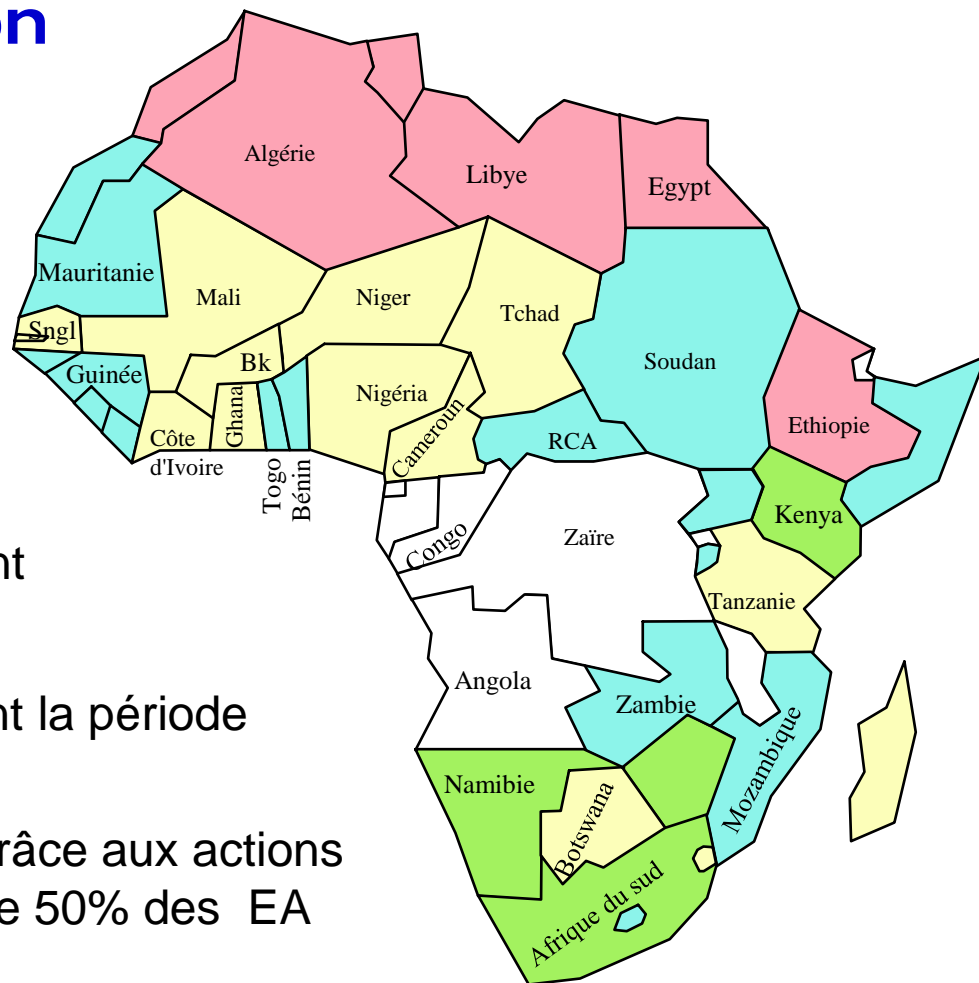 on
Algérie
Libye
Egypt
Mauritanie
Mali
Niger
Tchad
Soudan
Sngl
Guinée
Bk
Nigéria
Ghana
Cameroun
RCA
Ethiopie
Côte
d'Ivoire
Togo
Bénin
Congo
Zaïre
Kenya
nt
Tanzanie
Angola
Zambie
nt la période
Namibie
Botswana
Mozambique
râce aux actions
e 50% des EA
Afrique du sud